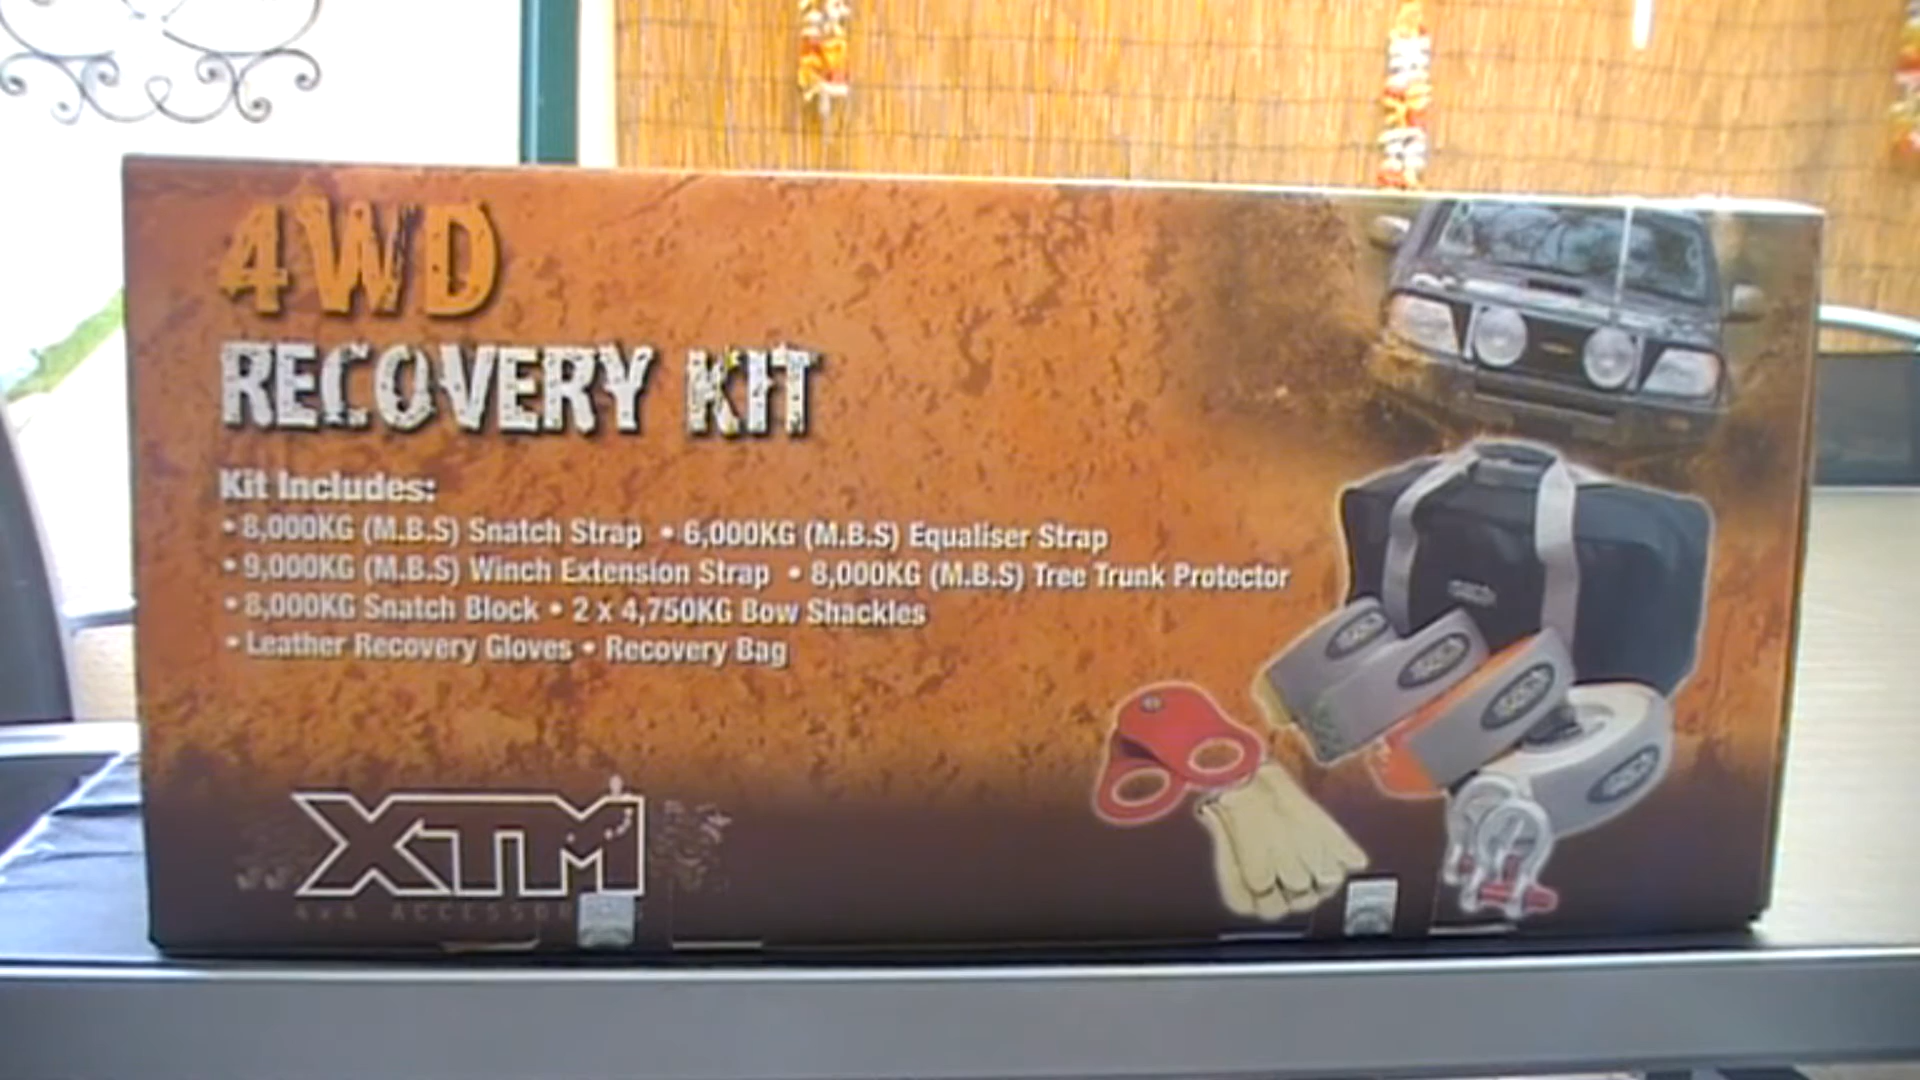 4WD
RECOVERY KIT
Kit Includes:
• 8,000KG (M.B.S) Snatch Strap • 6,000KG (M.B.S) Equaliser Strap
• 9,000KG (M.B.S) Winch Extension Strap • 8,000KG (M.B.S) Tree Trunk Protector
• 8,000KG Snatch Block • 2 x 4,750KG Bow Shackles
• Leather Recovery Gloves • Recovery Bag
XTM
4x4